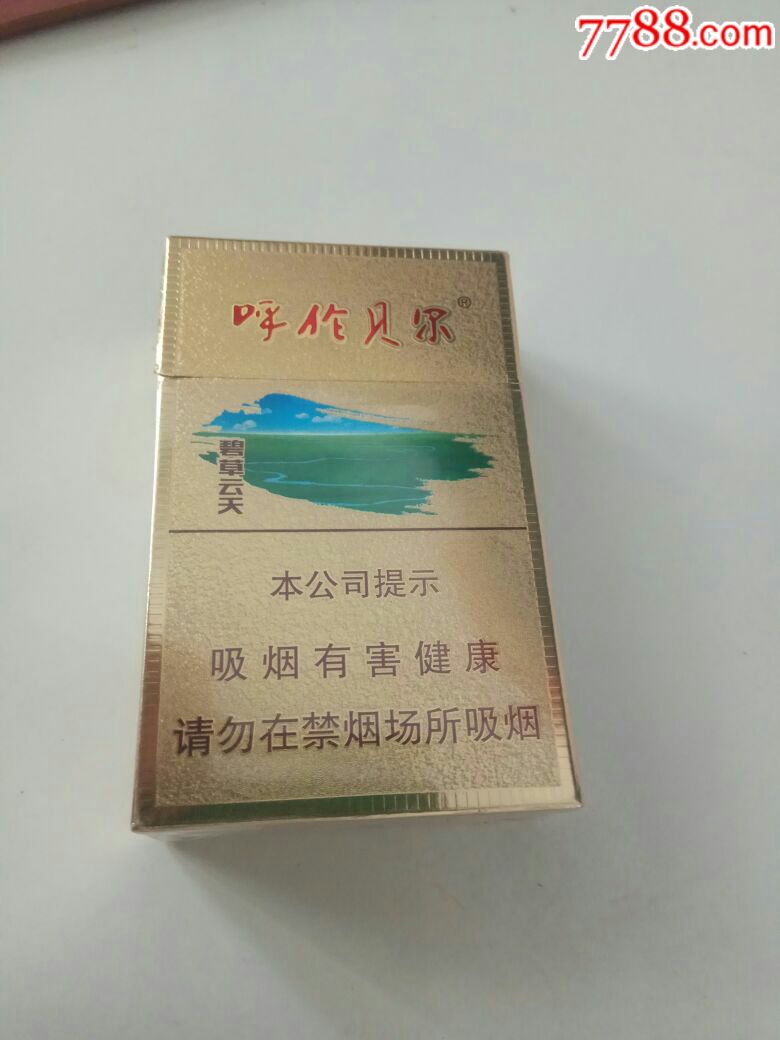 7788.com
呼伦贝尔®
碧草云天
本公司提示
吸烟有害健康
请勿在禁烟场所吸烟